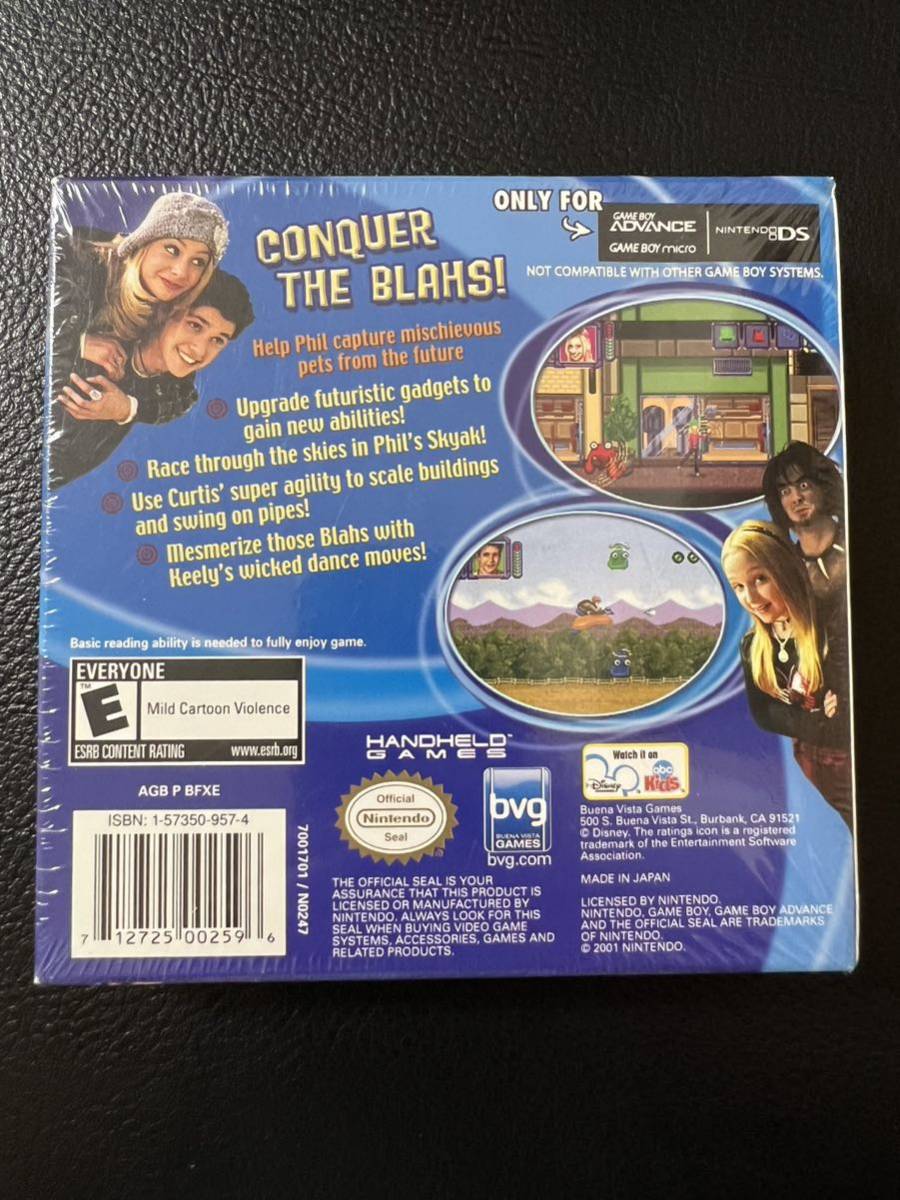 ONLY FOR
GAME BOY
ADVANCE
GAME BOY micro
NINTENDO DS
NOT COMPATIBLE WITH OTHER GAME BOY SYSTEMS.
CONQUER
THE BLAHS!
Help Phil capture mischievous
pets from the future
Upgrade futuristic gadgets to
gain new abilities!
Race through the skies in Phil's Skyak!
Use Curtis' super agility to scale buildings
and swing on pipes!
Mesmerize those Blahs with
Keely's wicked dance moves!
Basic reading ability is needed to fully enjoy game.
EVERYONE
E™
Mild Cartoon Violence
ESRB CONTENT RATING www.esrb.org
AGB P BFXE
ISBN: 1-57350-957-4
7 12725 00259 6
7001701 / N0247
HANDHELD™
GAMES
Official
Nintendo
Seal
®
bvg
BUENA VISTA
GAMES
bvg.com
Watch it on
Disney
abc
Kids
THE OFFICIAL SEAL IS YOUR
ASSURANCE THAT THIS PRODUCT IS
LICENSED OR MANUFACTURED BY
NINTENDO. ALWAYS LOOK FOR THIS
SEAL WHEN BUYING VIDEO GAME
SYSTEMS, ACCESSORIES, GAMES AND
RELATED PRODUCTS.
Buena Vista Games
500 S. Buena Vista St., Burbank, CA 91521
© Disney. The ratings icon is a registered
trademark of the Entertainment Software
Association.
MADE IN JAPAN
LICENSED BY NINTENDO.
NINTENDO, GAME BOY, GAME BOY ADVANCE
AND THE OFFICIAL SEAL ARE TRADEMARKS
OF NINTENDO.
© 2001 NINTENDO.